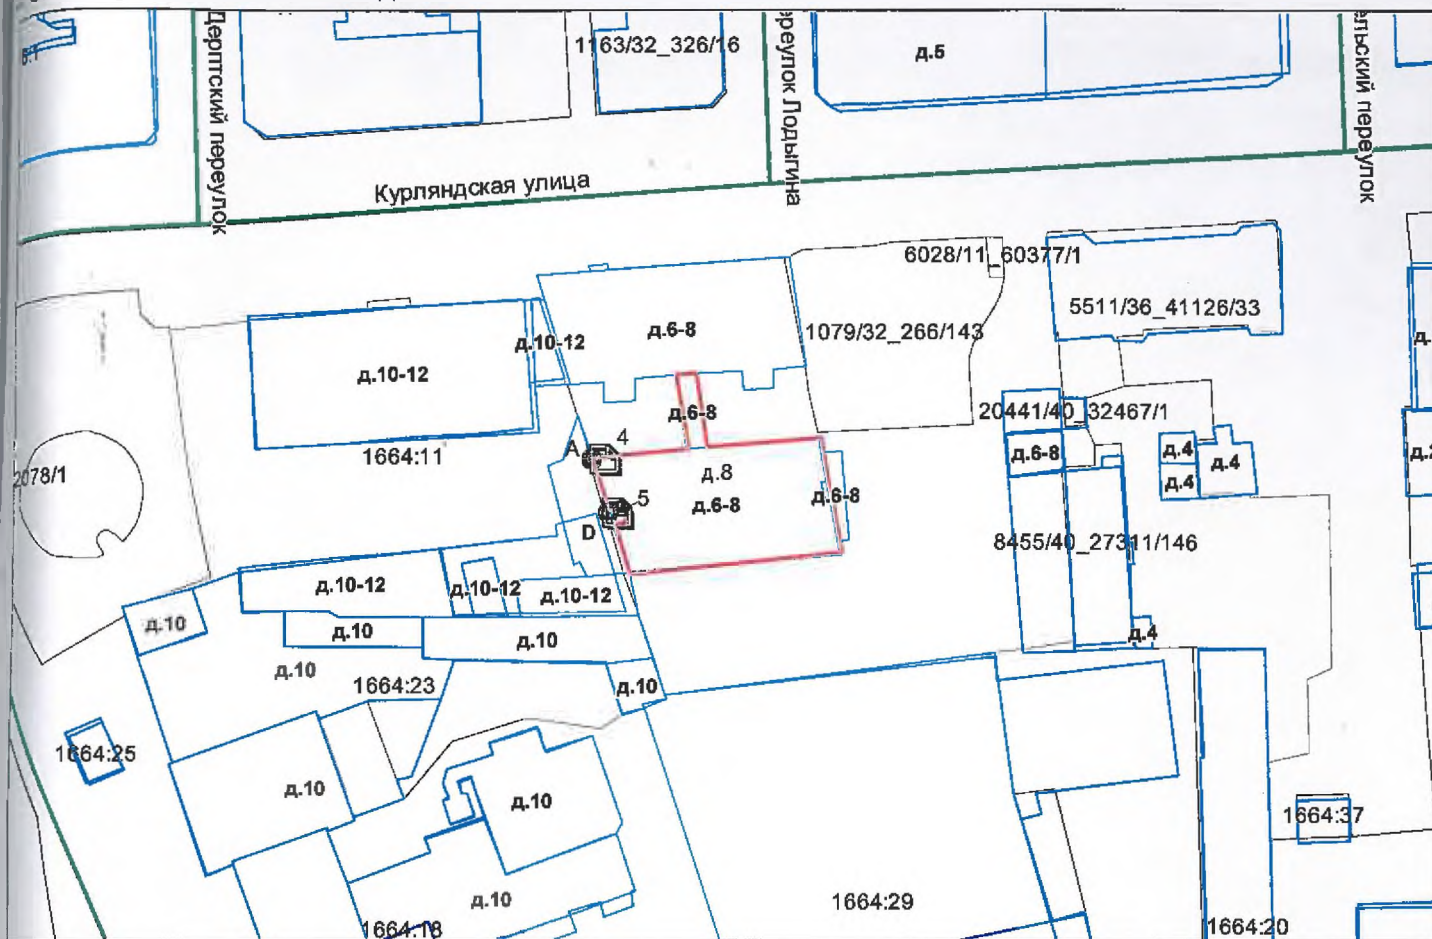 Дерптский переулок
1163/32_326/16
реулок Лодыгина
д.5
ельский переулок
Курляндская улица
6028/11_60377/1
5511/36_41126/33
д.10-12
д.6-8
1079/32_266/143
д.10-12
д.6-8
20441/40_32467/1
A
4
1664:11
д.6-8
д.4
д.4
2078/1
д.8
д.4
5
д.6-8
д.6-8
D
8455/40_27311/146
д.10-12
д.10-12
д.10-12
д.10
д.10
д.10
д.4
д.10
1664:23
д.10
1664:25
д.10
д.10
1664:37
д.10
1664:29
1664:18
1664:20